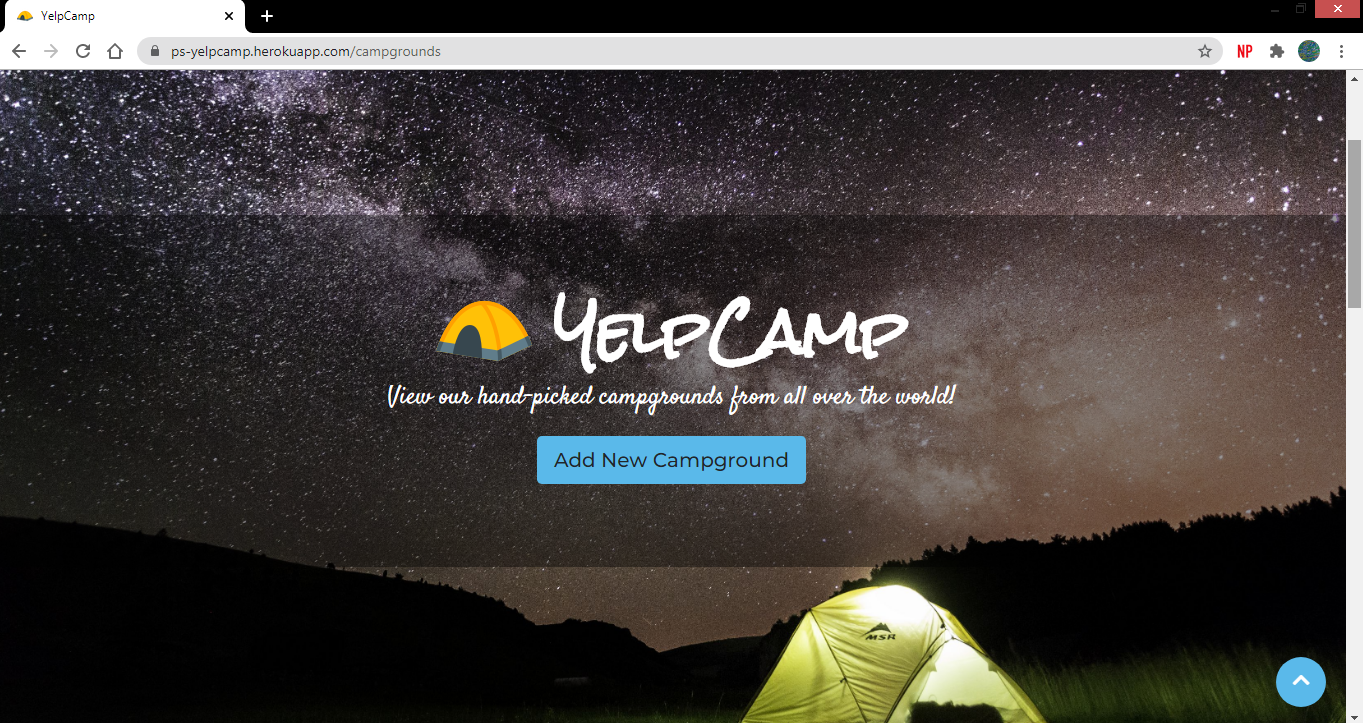 YelpCamp
ps-yelpcamp.herokuapp.com/campgrounds
NP
YelpCamp
View our hand-picked campgrounds from all over the world!
Add New Campground
MSR